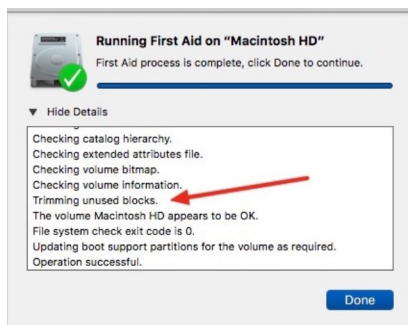 Running First Aid on “Macintosh HD”
First Aid process is complete, click Done to continue.
Hide Details
Checking catalog hierarchy.
Checking extended attributes file.
Checking volume bitmap.
Checking volume information.
Trimming unused blocks.
The volume Macintosh HD appears to be OK.
File system check exit code is 0.
Updating boot support partitions for the volume as required.
Operation successful.
Done